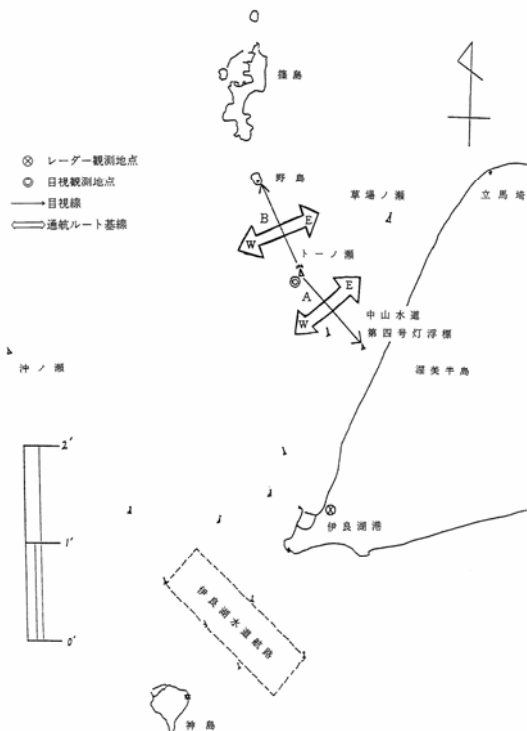 篠島
レーダー観測地点
目視観測地点
目視線
通航ルート基線
野島
草場ノ瀬
立馬埼
B
E
W
トーノ瀬
A
E
W
中山水道
第四号灯浮標
沖ノ瀬
渥美半島
2'
1'
0'
伊良湖港
伊良湖水道航路
神島